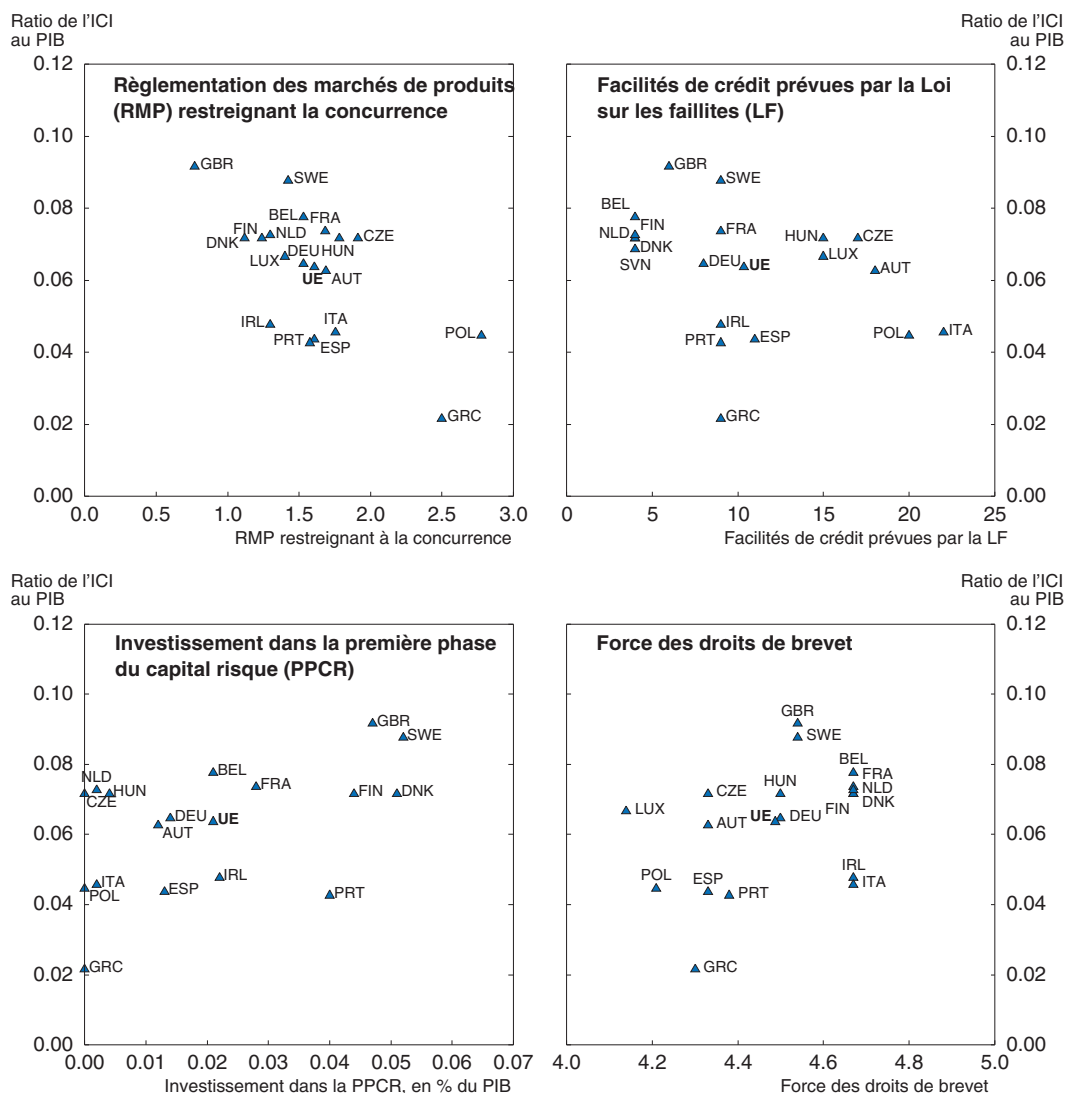 Ratio de l'ICI
au PIB
Ratio de l'ICI
au PIB
Règlementation des marchés de produits
(RMP) restreignant la concurrence
0.12
0.10
0.08
0.06
0.04
0.02
0.00
GBR
SWE
BEL
FRA
FIN
NLD
DNK
CZE
LUX
DEU
HUN
UE
AUT
IRL
ITA
PRT
ESP
POL
GRC
0.0
0.5
1.0
1.5
2.0
2.5
3.0
RMP restreignant à la concurrence
Facilités de crédit prévues par la Loi
sur les faillites (LF)
0.12
0.10
0.08
0.06
0.04
0.02
0.00
GBR
SWE
BEL
FIN
NLD
DNK
SVN
FRA
HUN
CZE
DEU
UE
LUX
AUT
IRL
PRT
ESP
POL
ITA
GRC
0
5
10
15
20
25
Facilités de crédit prévues par la LF
Ratio de l'ICI
au PIB
Ratio de l'ICI
au PIB
Investissement dans la première phase
du capital risque (PPCR)
0.12
0.10
0.08
0.06
0.04
0.02
0.00
GBR
SWE
NLD
BEL
HUN
CZE
FRA
FIN
DNK
DEU
UE
AUT
ITA
POL
ESP
IRL
PRT
GRC
0.00
0.01
0.02
0.03
0.04
0.05
0.06
0.07
Investissement dans la PPCR, en % du PIB
Force des droits de brevet
0.12
0.10
0.08
0.06
0.04
0.02
0.00
GBR
SWE
BEL
FRA
HUN
CZE
NLD
DNK
LUX
AUT
UE
DEU
FIN
POL
ESP
PRT
IRL
ITA
GRC
4.0
4.2
4.4
4.6
4.8
5.0
Force des droits de brevet